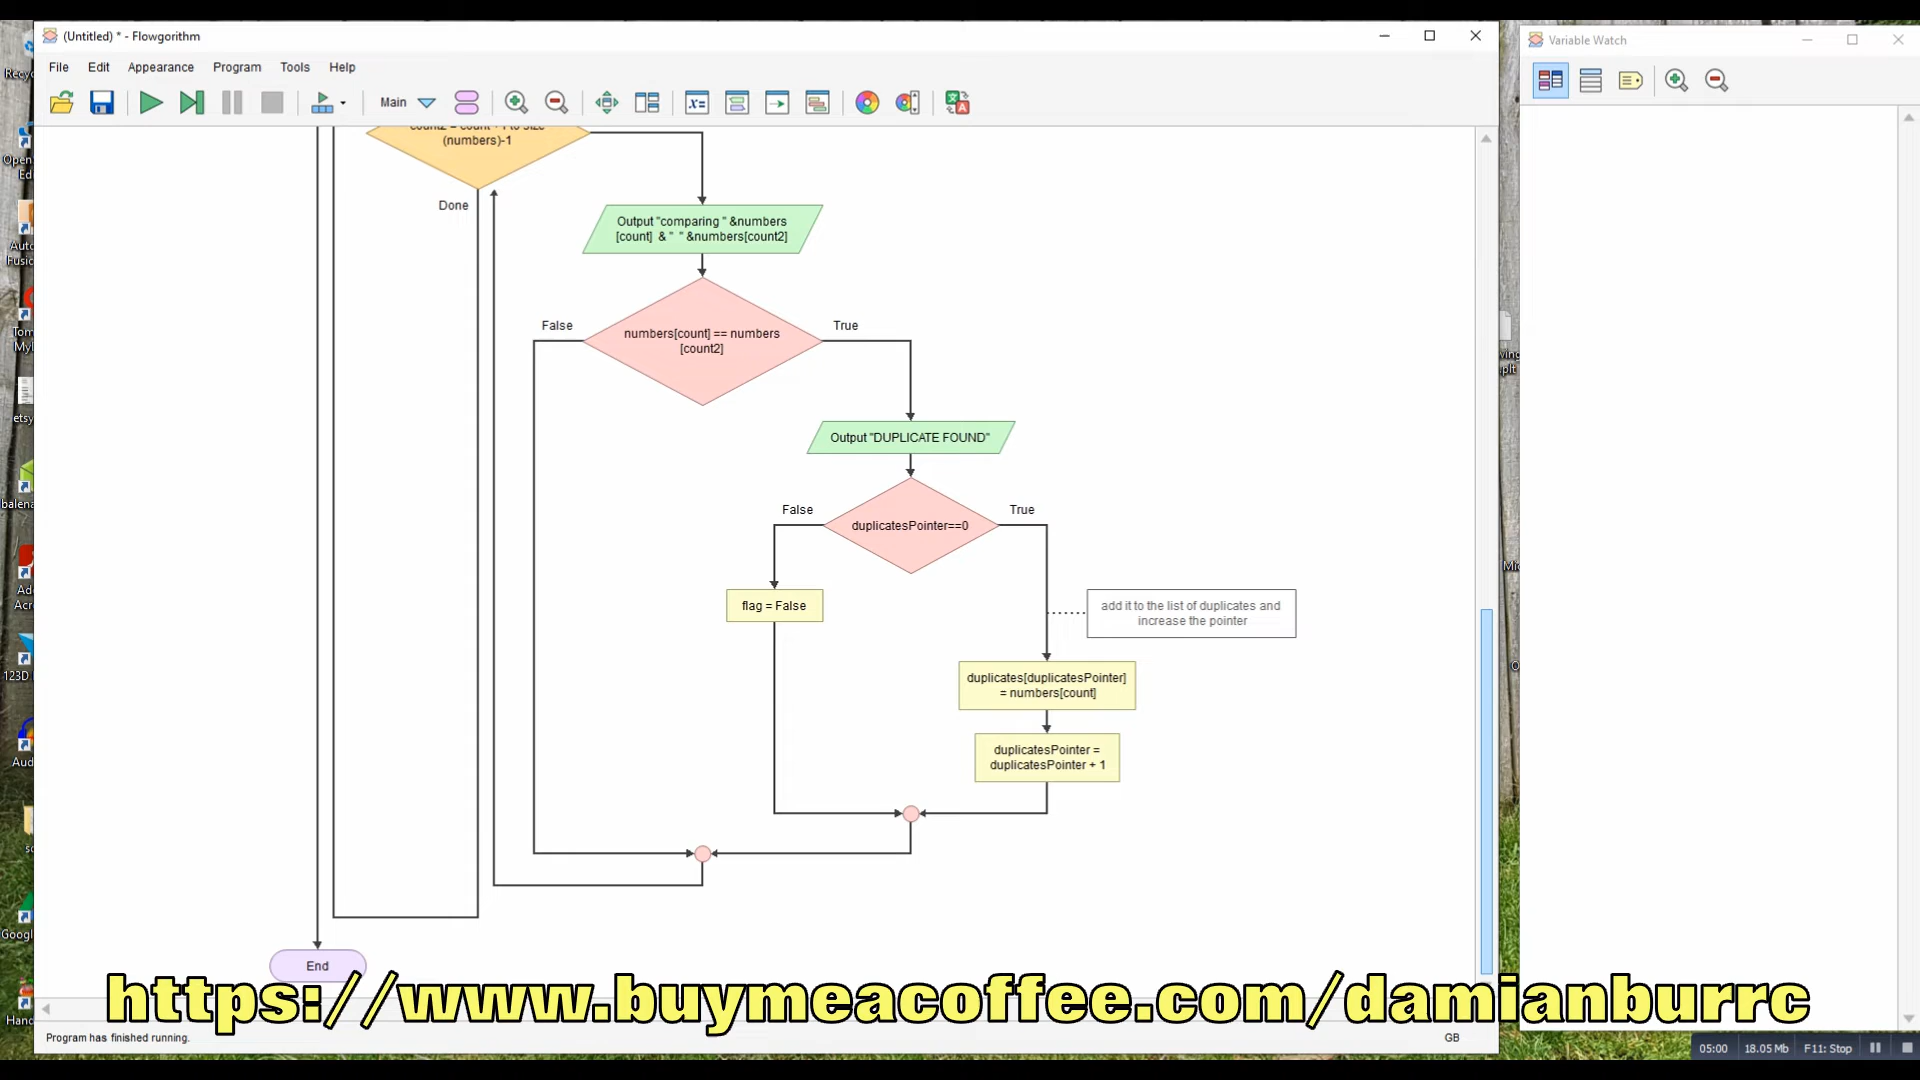 (Untitled) * - Flowgorithm
Variable Watch
File Edit Appearance Program Tools Help
Main
(numbers)-1
Done
Output "comparing " &numbers
[count] & " " &numbers[count2]
False
True
numbers[count] == numbers
[count2]
Output "DUPLICATE FOUND"
False
True
duplicatesPointer==0
flag = False
add it to the list of duplicates and
increase the pointer
duplicates[duplicatesPointer]
= numbers[count]
duplicatesPointer =
duplicatesPointer + 1
End
https://www.buymeacoffee.com/damianburrc
Program has finished running.
GB
05:00 18.05 Mb F11: Stop